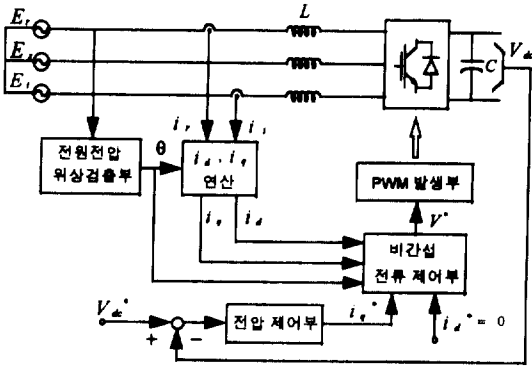 E_r
E_s
E_t
L
C
V_dc
i_r
i_s
θ
전원전압
위상검출부
i_d , i_q
연산
PWM 발생부
i_q
i_d
V*
비간섭
전류 제어부
V_dc*
+
−
전압 제어부
i_q*
i_d* = 0